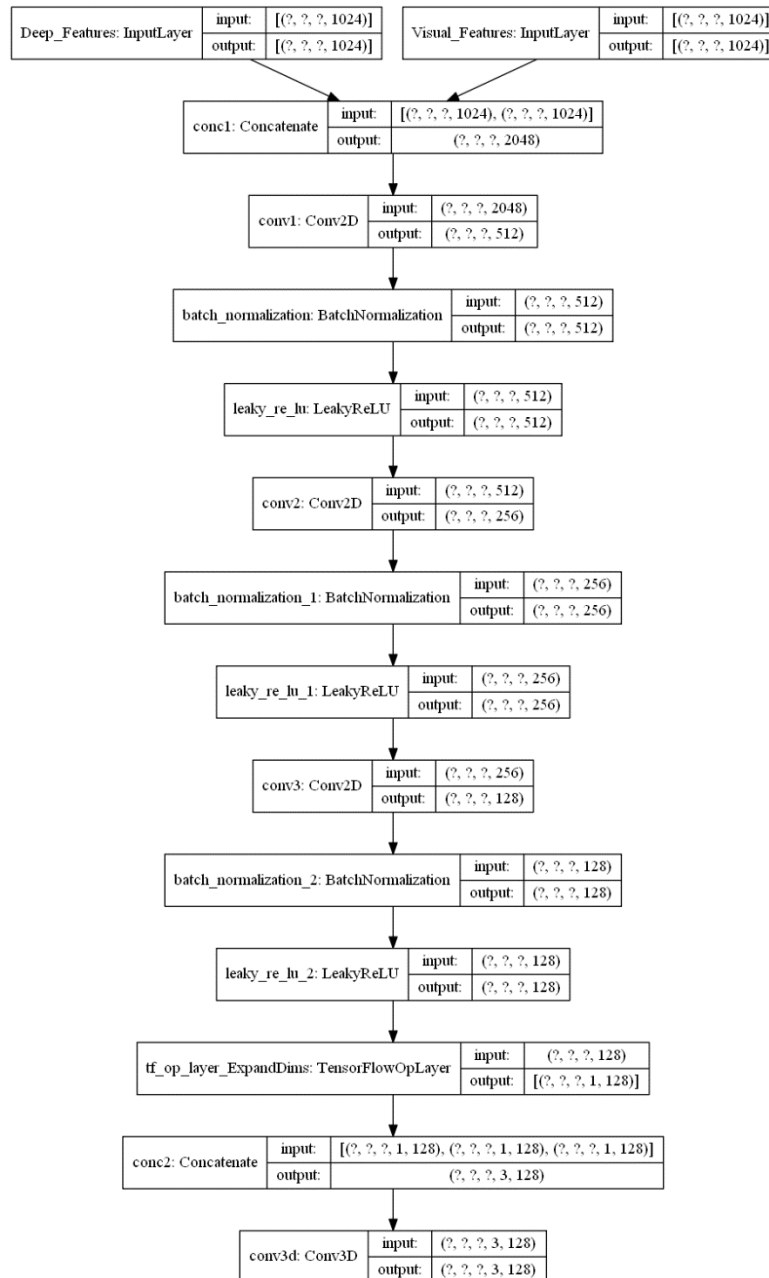 Deep_Features: InputLayer
input: [(?, ?, ?, 1024)]
output: [(?, ?, ?, 1024)]
Visual_Features: InputLayer
input: [(?, ?, ?, 1024)]
output: [(?, ?, ?, 1024)]
conc1: Concatenate
input: [(?, ?, ?, 1024), (?, ?, ?, 1024)]
output: (?, ?, ?, 2048)
conv1: Conv2D
input: (?, ?, ?, 2048)
output: (?, ?, ?, 512)
batch_normalization: BatchNormalization
input: (?, ?, ?, 512)
output: (?, ?, ?, 512)
leaky_re_lu: LeakyReLU
input: (?, ?, ?, 512)
output: (?, ?, ?, 512)
conv2: Conv2D
input: (?, ?, ?, 512)
output: (?, ?, ?, 256)
batch_normalization_1: BatchNormalization
input: (?, ?, ?, 256)
output: (?, ?, ?, 256)
leaky_re_lu_1: LeakyReLU
input: (?, ?, ?, 256)
output: (?, ?, ?, 256)
conv3: Conv2D
input: (?, ?, ?, 256)
output: (?, ?, ?, 128)
batch_normalization_2: BatchNormalization
input: (?, ?, ?, 128)
output: (?, ?, ?, 128)
leaky_re_lu_2: LeakyReLU
input: (?, ?, ?, 128)
output: (?, ?, ?, 128)
tf_op_layer_ExpandDims: TensorFlowOpLayer
input: (?, ?, ?, 128)
output: [(?, ?, ?, 1, 128)]
conc2: Concatenate
input: [(?, ?, ?, 1, 128), (?, ?, ?, 1, 128), (?, ?, ?, 1, 128)]
output: (?, ?, ?, 3, 128)
conv3d: Conv3D
input: (?, ?, ?, 3, 128)
output: (?, ?, ?, 3, 128)